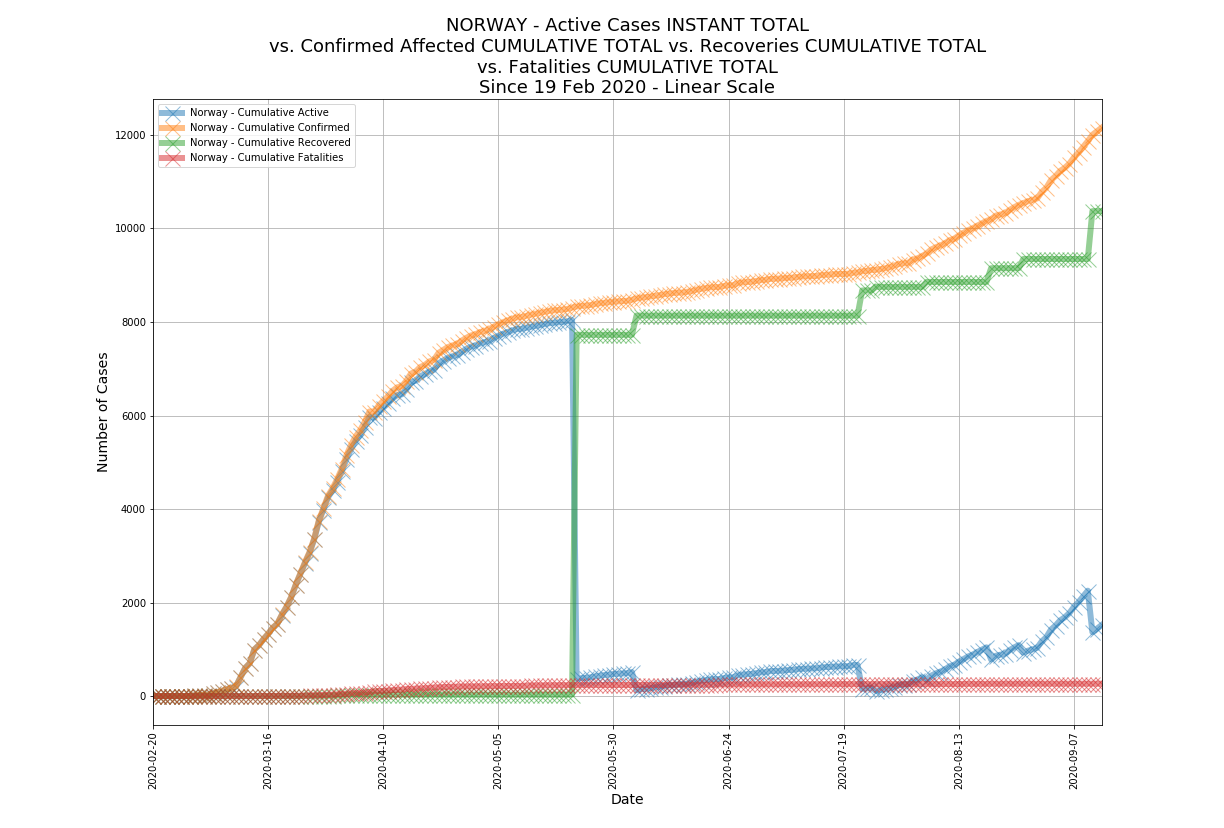 NORWAY - Active Cases INSTANT TOTAL
vs. Confirmed Affected CUMULATIVE TOTAL vs. Recoveries CUMULATIVE TOTAL
vs. Fatalities CUMULATIVE TOTAL
Since 19 Feb 2020 - Linear Scale
Norway - Cumulative Active
Norway - Cumulative Confirmed
Norway - Cumulative Recovered
Norway - Cumulative Fatalities
12000
10000
8000
6000
4000
2000
0
Number of Cases
2020-02-20
2020-03-16
2020-04-10
2020-05-05
2020-05-30
2020-06-24
2020-07-19
2020-08-13
2020-09-07
Date